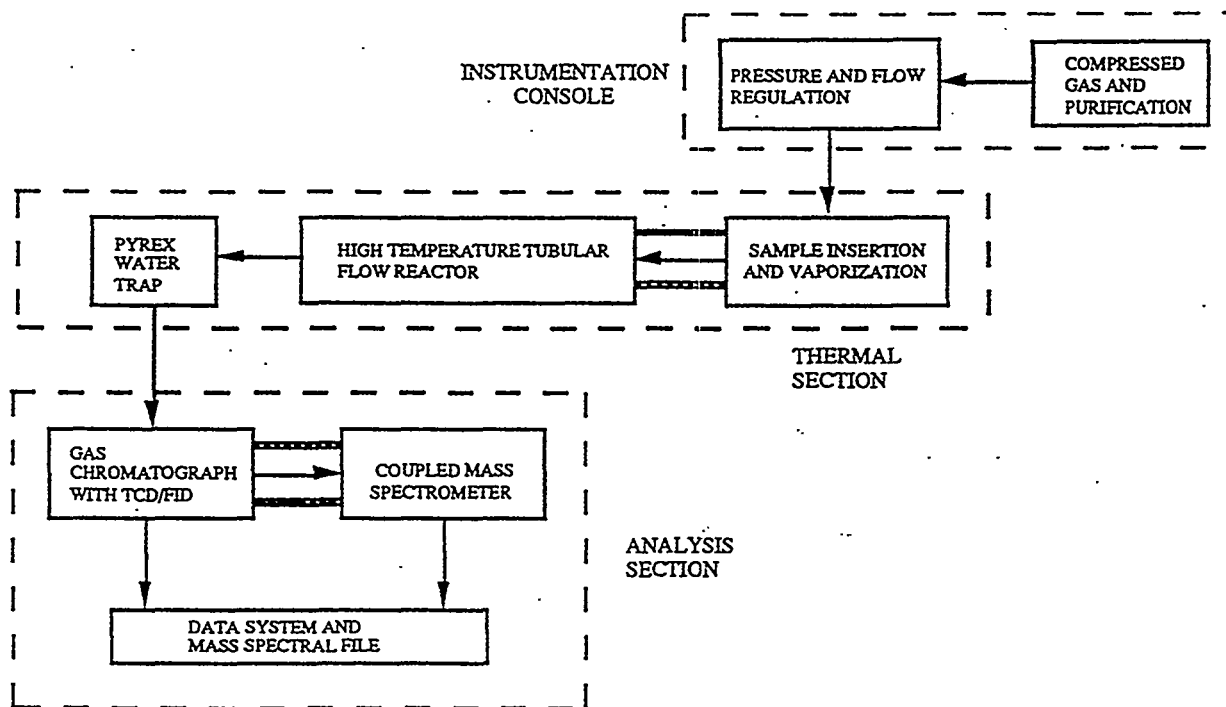 INSTRUMENTATION
CONSOLE
PRESSURE AND FLOW
REGULATION
COMPRESSED
GAS AND
PURIFICATION
PYREX
WATER
TRAP
HIGH TEMPERATURE TUBULAR
FLOW REACTOR
SAMPLE INSERTION
AND VAPORIZATION
THERMAL
SECTION
GAS
CHROMATOGRAPH
WITH TCD/FID
COUPLED MASS
SPECTROMETER
ANALYSIS
SECTION
DATA SYSTEM AND
MASS SPECTRAL FILE